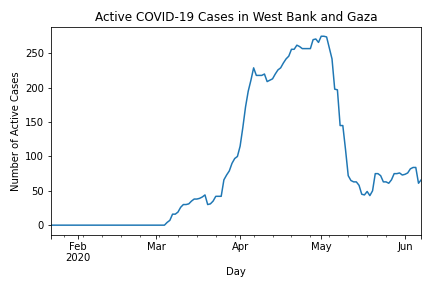 Active COVID-19 Cases in West Bank and Gaza
Number of Active Cases
250
200
150
100
50
0
Feb Mar Apr May Jun
2020
Day